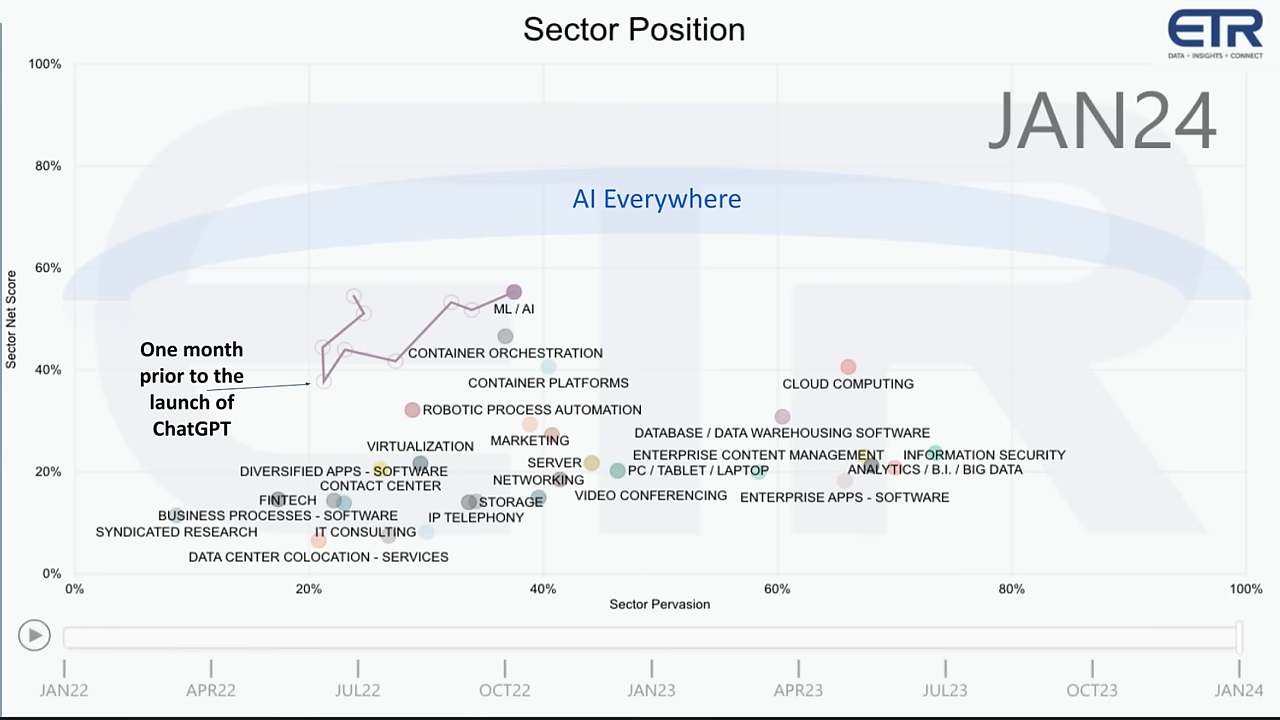 Sector Position
ETR
DATA + INSIGHTS + CONNECT
JAN24
AI Everywhere
100%
80%
60%
40%
20%
0%
Sector Net Score
One month
prior to the
launch of
ChatGPT
ML / AI
CONTAINER ORCHESTRATION
CONTAINER PLATFORMS
CLOUD COMPUTING
ROBOTIC PROCESS AUTOMATION
DATABASE / DATA WAREHOUSING SOFTWARE
MARKETING
VIRTUALIZATION
ENTERPRISE CONTENT MANAGEMENT
INFORMATION SECURITY
SERVER
PC / TABLET / LAPTOP
ANALYTICS / B.I. / BIG DATA
DIVERSIFIED APPS - SOFTWARE
NETWORKING
CONTACT CENTER
VIDEO CONFERENCING
ENTERPRISE APPS - SOFTWARE
FINTECH
STORAGE
BUSINESS PROCESSES - SOFTWARE
IP TELEPHONY
SYNDICATED RESEARCH
IT CONSULTING
DATA CENTER COLOCATION - SERVICES
0%
20%
40%
60%
80%
100%
Sector Pervasion
JAN22
APR22
JUL22
OCT22
JAN23
APR23
JUL23
OCT23
JAN24